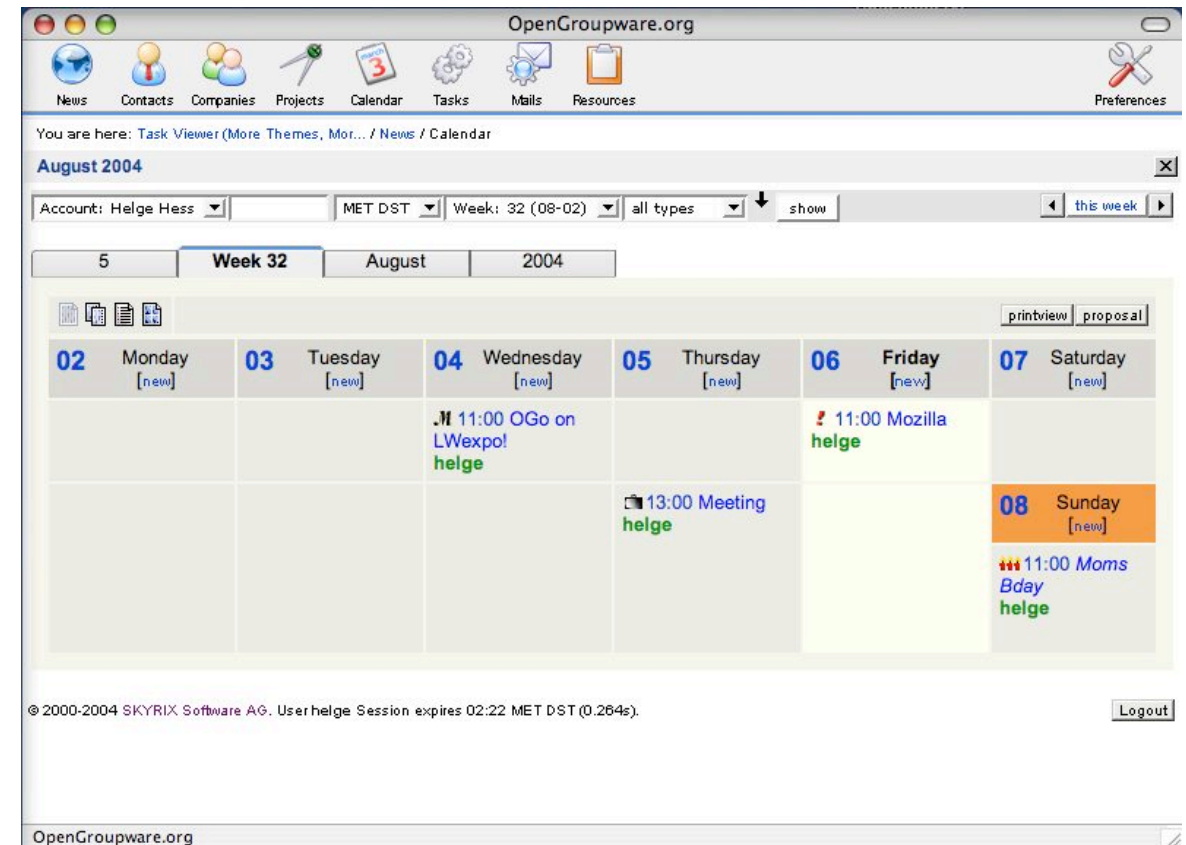 OpenGroupware.org
News Contacts Companies Projects Calendar Tasks Mails Resources Preferences
You are here: Task Viewer (More Themes, Mor... / News / Calendar
August 2004
Account: Helge Hess MET DST Week: 32 (08-02) all types show this week
5 Week 32 August 2004
printview proposal
02 Monday [new] 03 Tuesday [new] 04 Wednesday [new] 05 Thursday [new] 06 Friday [new] 07 Saturday [new]
11:00 OGo on
LWexpo!
helge
11:00 Mozilla
helge
13:00 Meeting
helge
08 Sunday
[new]
11:00 Moms
Bday
helge
© 2000-2004 SKYRIX Software AG. User helge Session expires 02:22 MET DST (0.264s). Logout
OpenGroupware.org